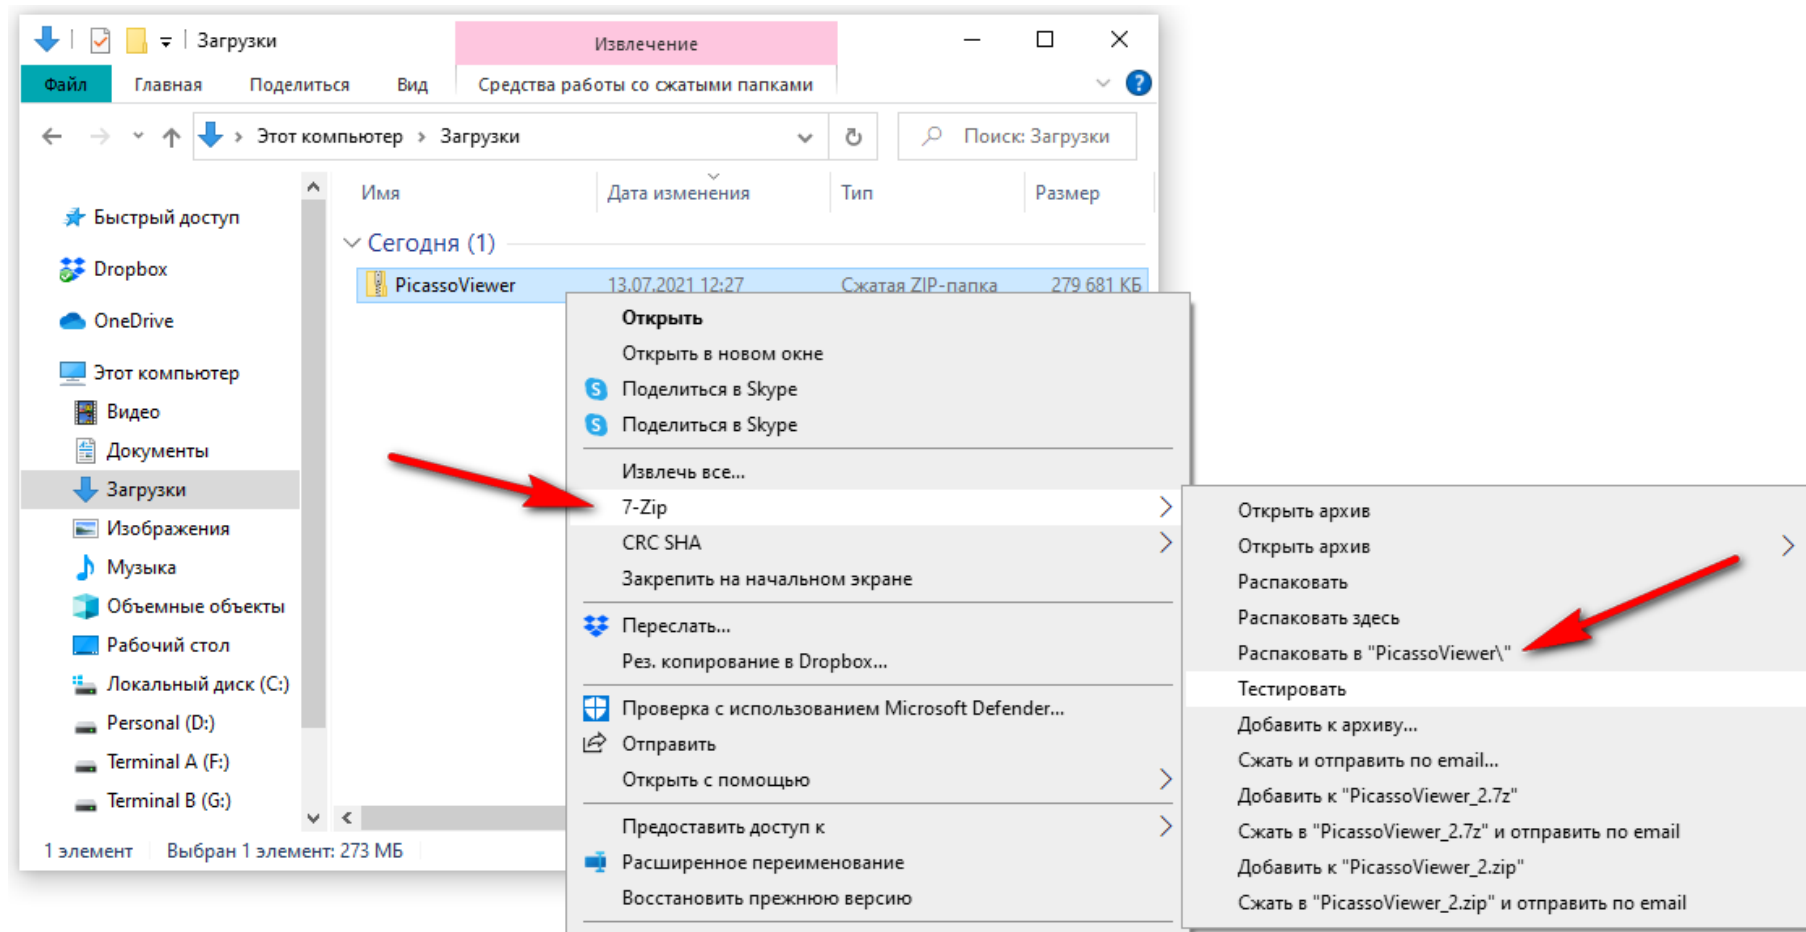 Загрузки
Извлечение
Файл Главная Поделиться Вид Средства работы со сжатыми папками ?
Этот компьютер Загрузки Поиск: Загрузки
Имя Дата изменения Тип Размер
Быстрый доступ
Dropbox
OneDrive
Этот компьютер
Видео
Документы
Загрузки
Изображения
Музыка
Объемные объекты
Рабочий стол
Локальный диск (C:)
Personal (D:)
Terminal A (F:)
Terminal B (G:)
Сегодня (1)
PicassoViewer 13.07.2021 12:27 Сжатая ZIP-папка 279 681 КБ
1 элемент Выбран 1 элемент: 273 МБ
Открыть
Открыть в новом окне
Поделиться в Skype
Поделиться в Skype
Извлечь все...
7-Zip
CRC SHA
Закрепить на начальном экране
Переслать...
Рез. копирование в Dropbox...
Проверка с использованием Microsoft Defender...
Отправить
Открыть с помощью
Предоставить доступ к
Расширенное переименование
Восстановить прежнюю версию
Открыть архив
Открыть архив
Распаковать
Распаковать здесь
Распаковать в "PicassoViewer\"
Тестировать
Добавить к архиву...
Сжать и отправить по email...
Добавить к "PicassoViewer_2.7z"
Сжать в "PicassoViewer_2.7z" и отправить по email
Добавить к "PicassoViewer_2.zip"
Сжать в "PicassoViewer_2.zip" и отправить по email